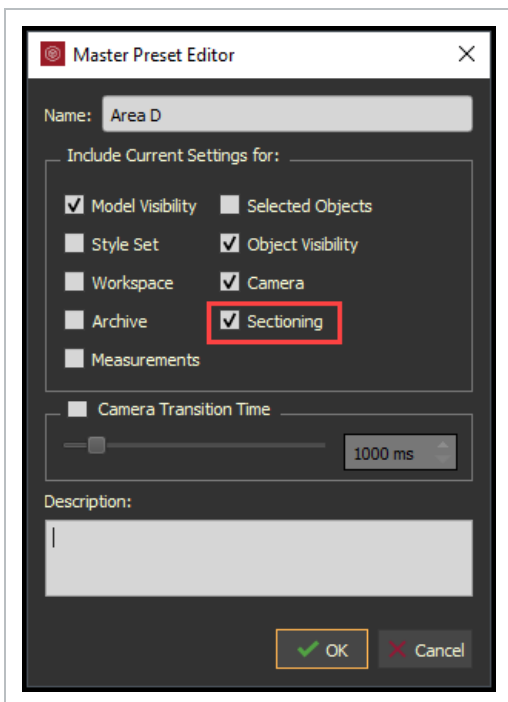 Master Preset Editor
Name: Area D
Include Current Settings for:
Model Visibility Selected Objects
Style Set Object Visibility
Workspace Camera
Archive Sectioning
Measurements
Camera Transition Time
1000 ms
Description:
OK Cancel